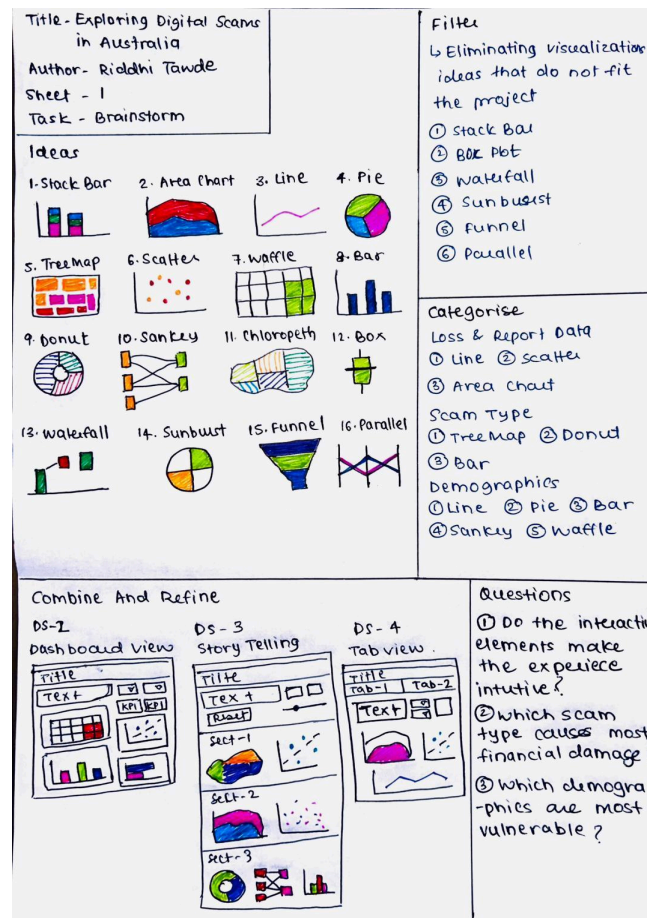 Title - Exploring Digital Scams
in Australia
Author - Riddhi Tawde
Sheet - 1
Task - Brainstorm
Ideas
1. Stack Bar
2. Area Chart
3. Line
4. Pie
5. TreeMap
6. Scatter
7. Waffle
8. Bar
9. Donut
10. Sankey
11. Chloropeth
12. Box
13. Waterfall
14. Sunbust
15. Funnel
16. Parallel
Filter
↳ Eliminating visualization
ideas that do not fit
the project
① Stack Bar
② Box Plot
③ Waterfall
④ Sunburst
⑤ Funnel
⑥ Parallel
Categorise
Loss & Report Data
① Line ② Scatter
③ Area Chart
Scam Type
① TreeMap ② Donut
③ Bar
Demographics
① Line ② Pie ③ Bar
④ Sankey ⑤ Waffle
Combine And Refine
DS-2
Dashboard View
Title
Text
KPI KPI
DS - 3
Story Telling
Tilte
Text
Reset
Sect-1
Sect-2
Sect-3
DS - 4
Tab view.
Title
Tab-1 Tab-2
Text
Questions
① Do the interactiv
elements make
the experiece
intutive?
② Which scam
type causes most
financial damage
③ Which demogra
-phics are most
vulnerable?